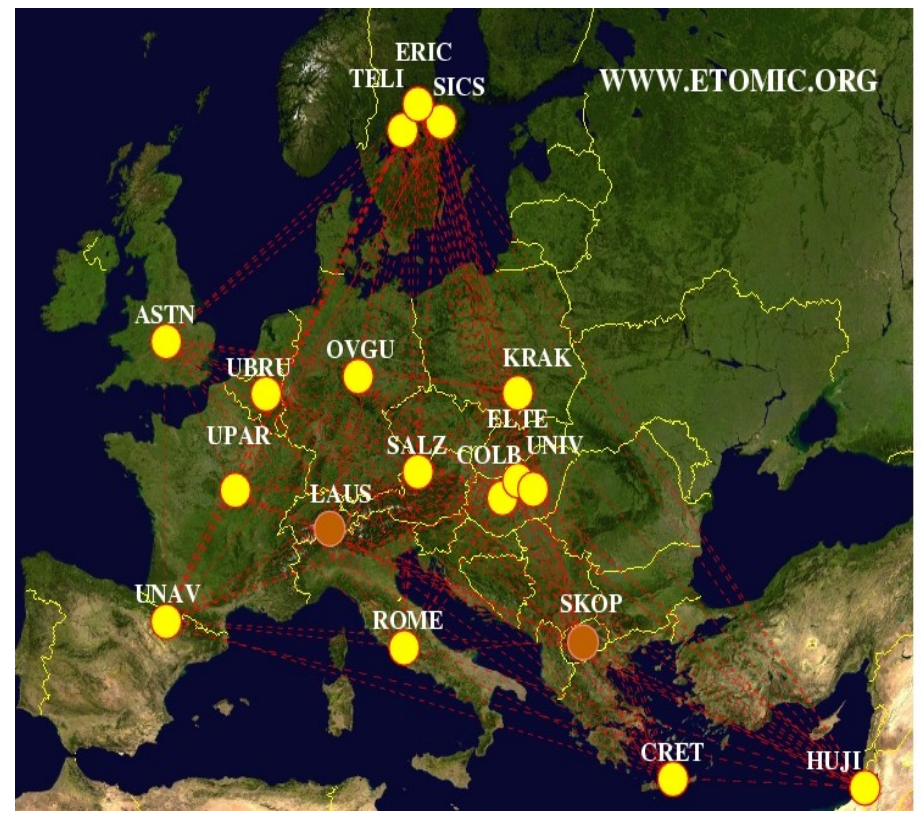 ERIC
TELI
SICS
WWW.ETOMIC.ORG
ASTN
OVGU
KRAK
UBRU
ELTE
UPAR
SALZ
COLB
UNIV
LAUS
UNAV
SKOP
ROME
CRET
HUJI